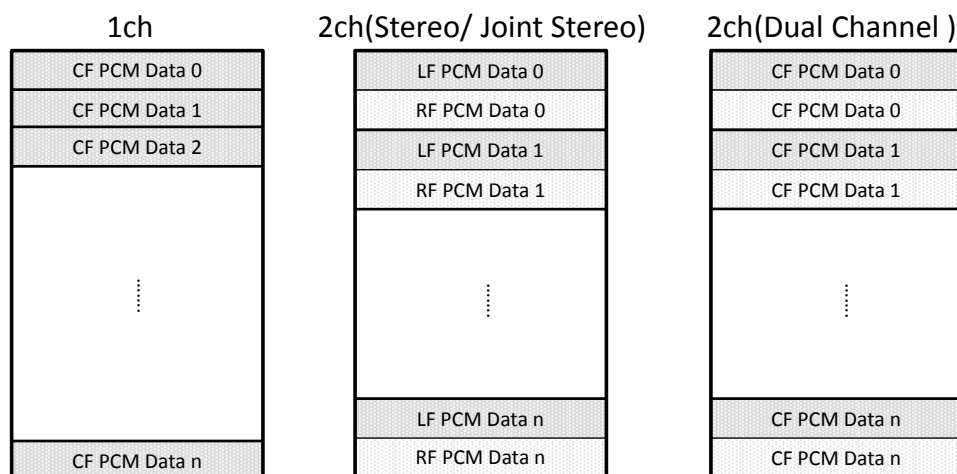 1ch
CF PCM Data 0
CF PCM Data 1
CF PCM Data 2
CF PCM Data n
2ch(Stereo/ Joint Stereo)
LF PCM Data 0
RF PCM Data 0
LF PCM Data 1
RF PCM Data 1
LF PCM Data n
RF PCM Data n
2ch(Dual Channel )
CF PCM Data 0
CF PCM Data 0
CF PCM Data 1
CF PCM Data 1
CF PCM Data n
CF PCM Data n